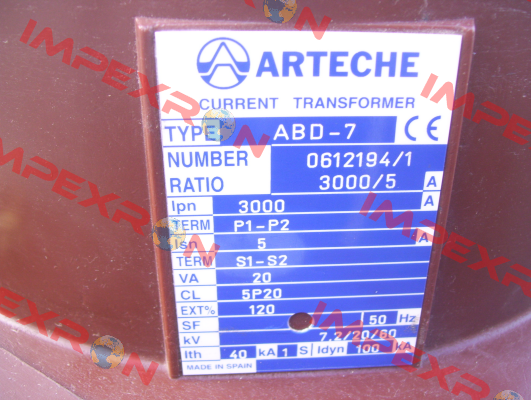 ARTECHE
CURRENT TRANSFORMER
TYPE ABD-7 CE
NUMBER 0612194/1
RATIO 3000/5 A
Ipn 3000 A
TERM P1-P2
Isn 5 A
TERM S1-S2
VA 20
CL 5P20
EXT% 120
SF 50 Hz
kV 7,2/20/60
Ith 40 kA 1 S Idyn 100 kA
MADE IN SPAIN
IMPEXRON
IMPEXRON
IMPEXRON
IMPEXRON